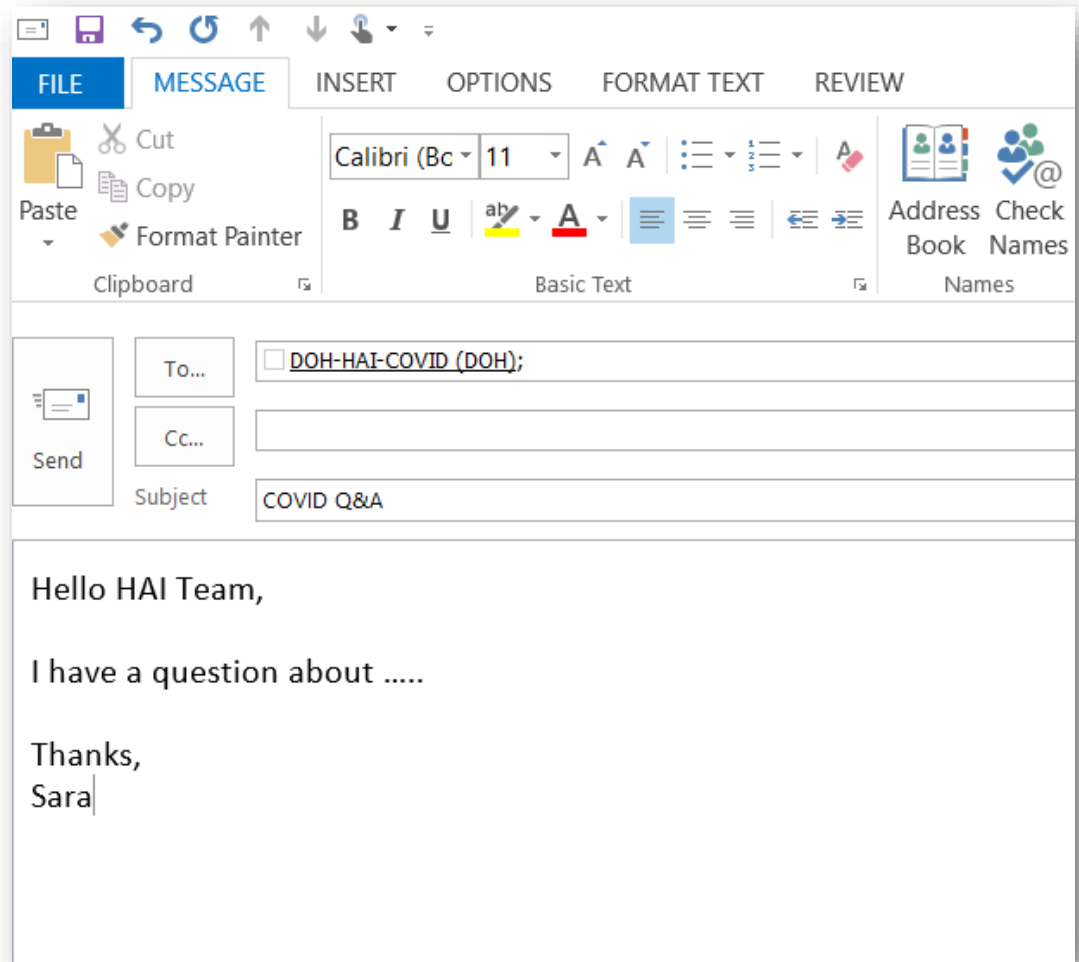 FILE MESSAGE INSERT OPTIONS FORMAT TEXT REVIEW
Paste
Cut
Copy
Format Painter
Clipboard
Calibri (Bc 11
B I U
Basic Text
Address Book
Check Names
Names
Send
To... DOH-HAI-COVID (DOH);
Cc...
Subject COVID Q&A
Hello HAI Team,
I have a question about .....
Thanks,
Sara